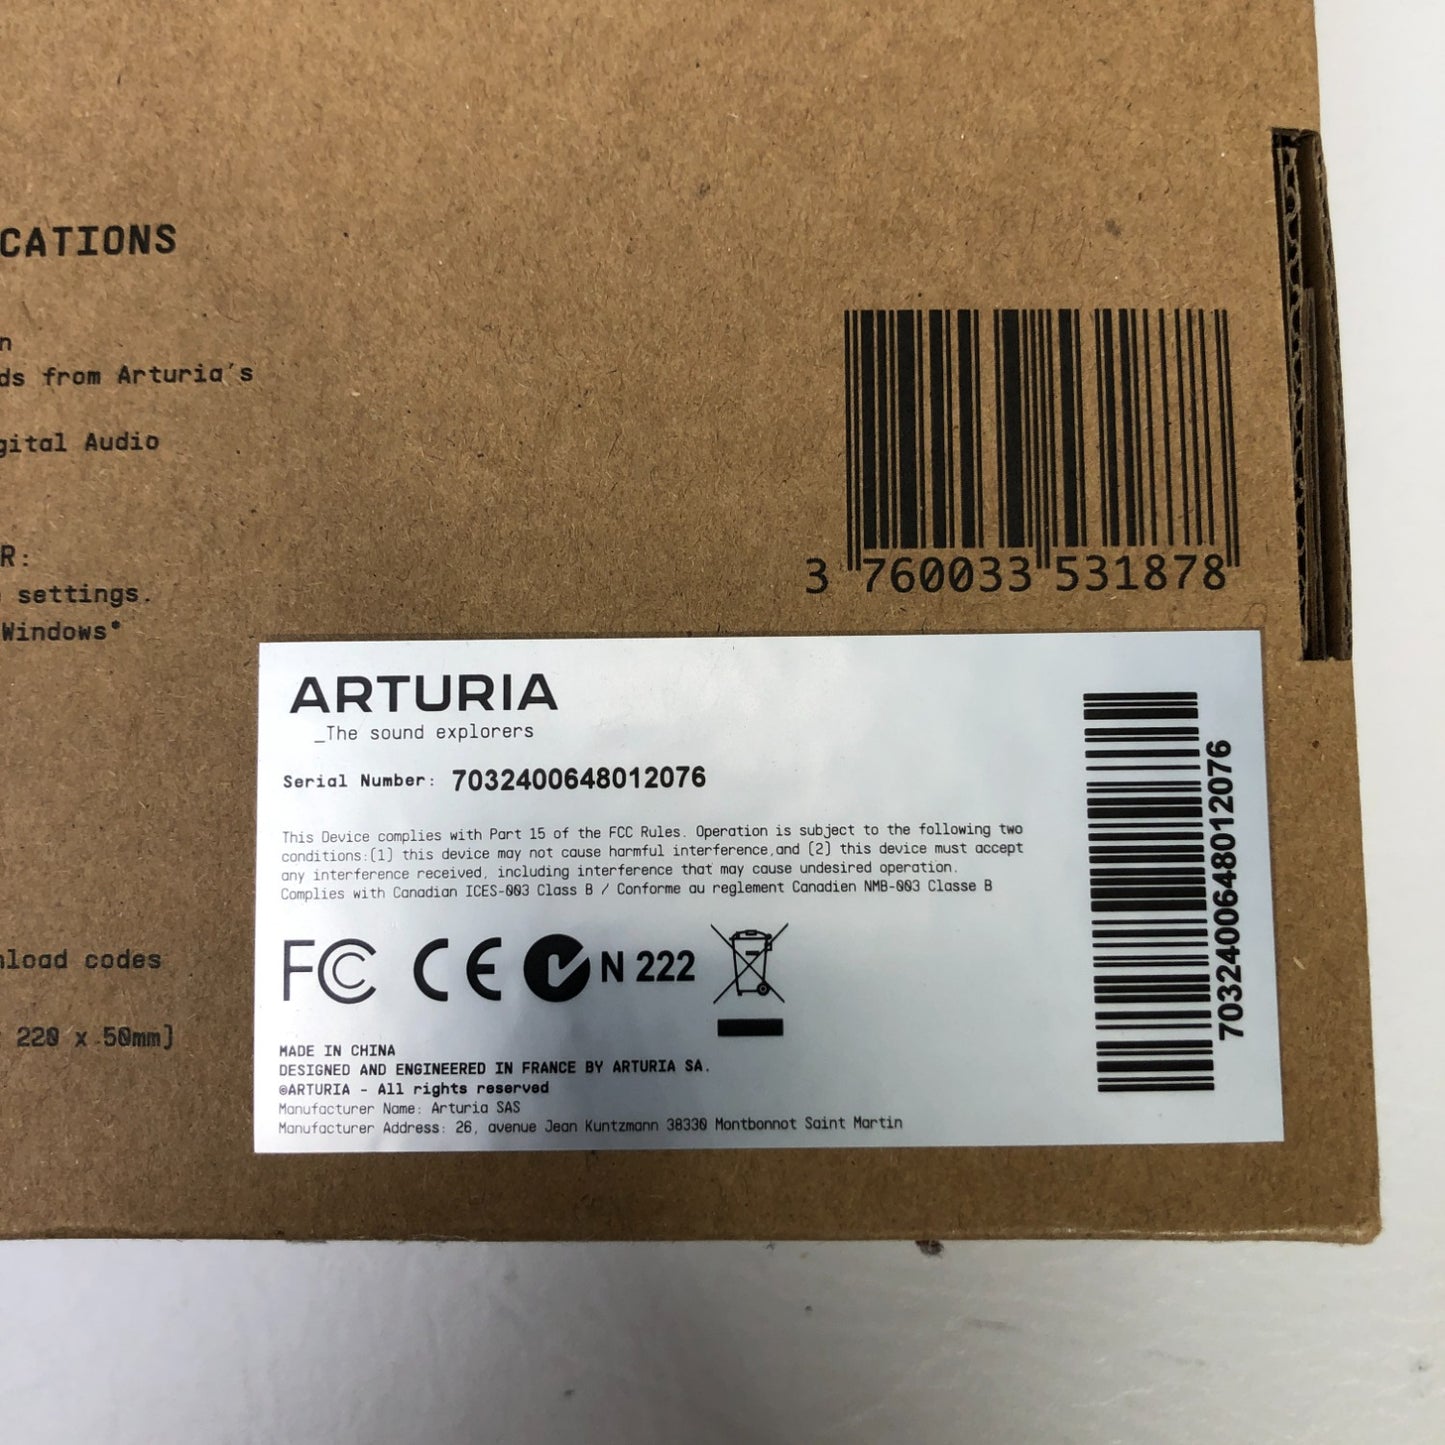 CATIONS
n
ds from Arturia's
gital Audio
R:
settings.
Windows®
nload codes
220 x 50mm]
3 760033 531878
ARTURIA
_The sound explorers
Serial Number: 7032400648012076
This Device complies with Part 15 of the FCC Rules. Operation is subject to the following two
conditions:(1) this device may not cause harmful interference,and (2) this device must accept
any interference received, including interference that may cause undesired operation.
Complies with Canadian ICES-003 Class B / Conforme au reglement Canadien NMB-003 Classe B
FC CE N 222
MADE IN CHINA
DESIGNED AND ENGINEERED IN FRANCE BY ARTURIA SA.
©ARTURIA - All rights reserved
Manufacturer Name: Arturia SAS
Manufacturer Address: 26, avenue Jean Kuntzmann 38330 Montbonnot Saint Martin
7032400648012076